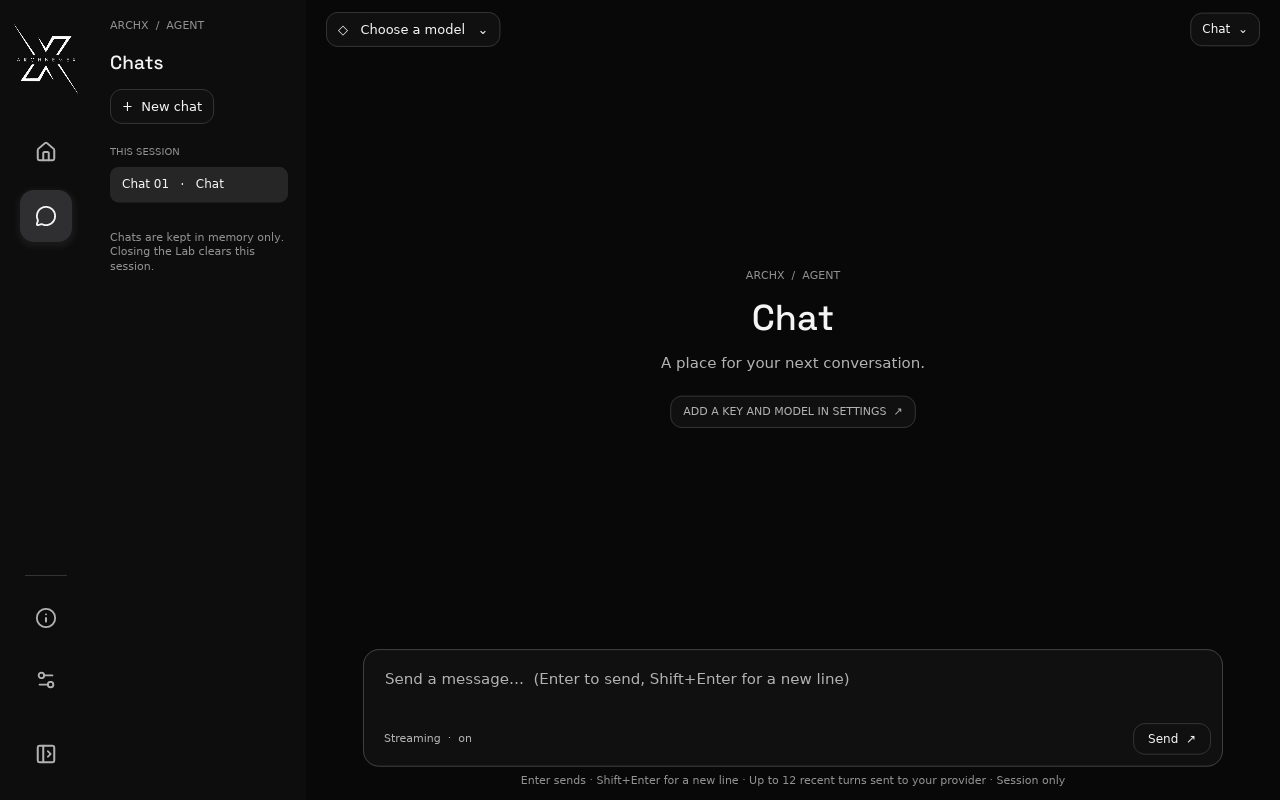 ARCHX / AGENT
Chats
+ New chat
THIS SESSION
Chat 01 · Chat
Chats are kept in memory only.
Closing the Lab clears this
session.
Choose a model
Chat
ARCHX / AGENT
Chat
A place for your next conversation.
ADD A KEY AND MODEL IN SETTINGS ↗
Send a message… (Enter to send, Shift+Enter for a new line)
Streaming · on
Send ↗
Enter sends · Shift+Enter for a new line · Up to 12 recent turns sent to your provider · Session only